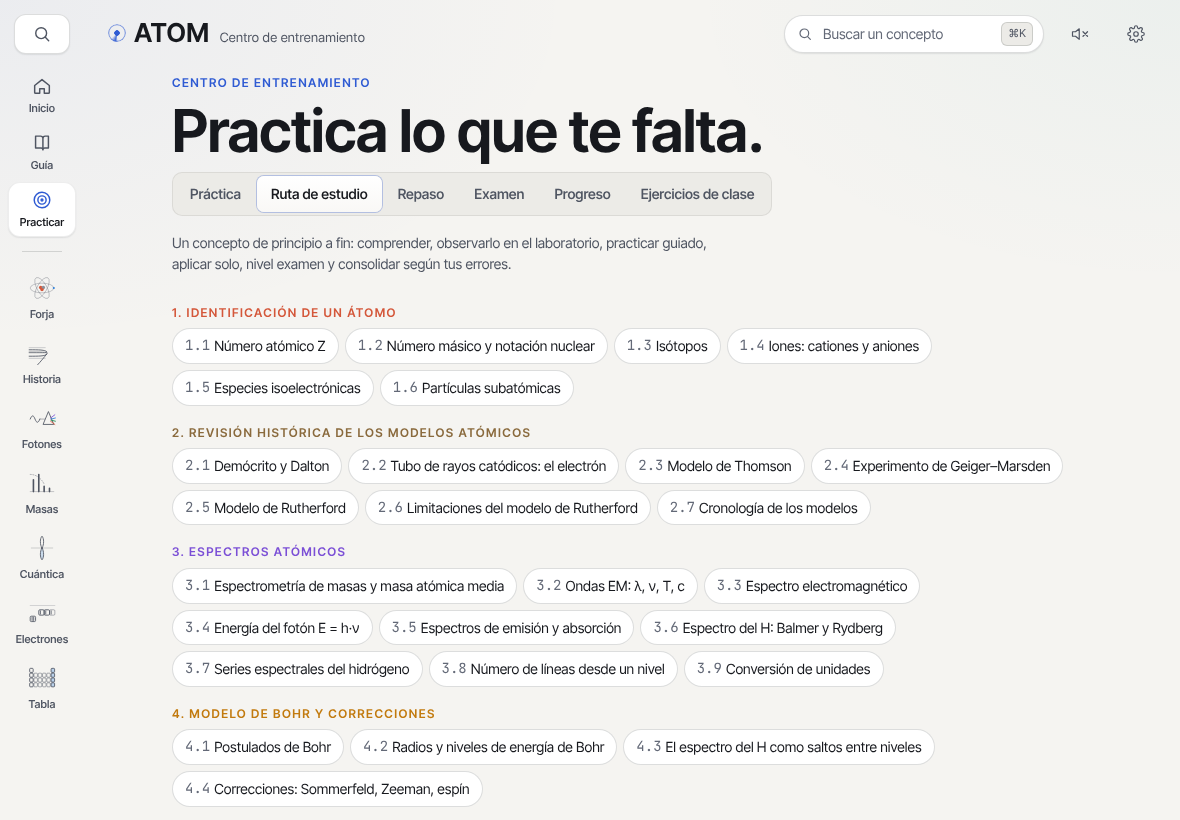 ATOM Centro de entrenamiento
Buscar un concepto ⌘K
Inicio
Guía
Practicar
Forja
Historia
Fotones
Masas
Cuántica
Electrones
Tabla
CENTRO DE ENTRENAMIENTO
Practica lo que te falta.
Práctica Ruta de estudio Repaso Examen Progreso Ejercicios de clase
Un concepto de principio a fin: comprender, observarlo en el laboratorio, practicar guiado,
aplicar solo, nivel examen y consolidar según tus errores.
1. IDENTIFICACIÓN DE UN ÁTOMO
1.1 Número atómico Z 1.2 Número másico y notación nuclear 1.3 Isótopos 1.4 Iones: cationes y aniones
1.5 Especies isoelectrónicas 1.6 Partículas subatómicas
2. REVISIÓN HISTÓRICA DE LOS MODELOS ATÓMICOS
2.1 Demócrito y Dalton 2.2 Tubo de rayos catódicos: el electrón 2.3 Modelo de Thomson 2.4 Experimento de Geiger–Marsden
2.5 Modelo de Rutherford 2.6 Limitaciones del modelo de Rutherford 2.7 Cronología de los modelos
3. ESPECTROS ATÓMICOS
3.1 Espectrometría de masas y masa atómica media 3.2 Ondas EM: λ, ν, T, c 3.3 Espectro electromagnético
3.4 Energía del fotón E = h·ν 3.5 Espectros de emisión y absorción 3.6 Espectro del H: Balmer y Rydberg
3.7 Series espectrales del hidrógeno 3.8 Número de líneas desde un nivel 3.9 Conversión de unidades
4. MODELO DE BOHR Y CORRECCIONES
4.1 Postulados de Bohr 4.2 Radios y niveles de energía de Bohr 4.3 El espectro del H como saltos entre niveles
4.4 Correcciones: Sommerfeld, Zeeman, espín